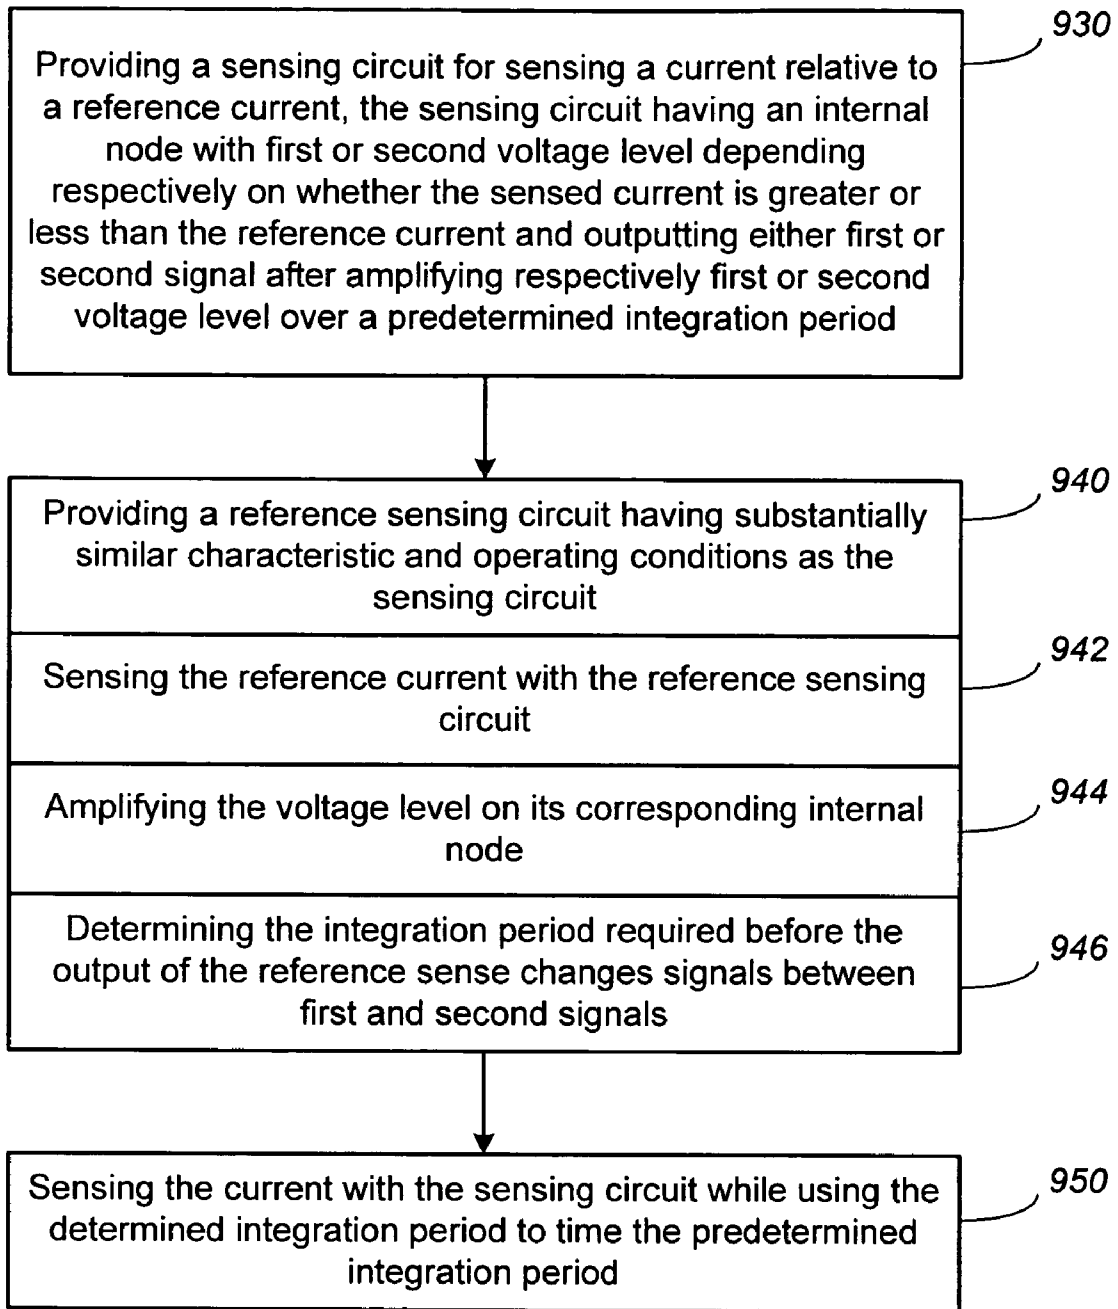 930
Providing a sensing circuit for sensing a current relative to
a reference current, the sensing circuit having an internal
node with first or second voltage level depending
respectively on whether the sensed current is greater or
less than the reference current and outputting either first or
second signal after amplifying respectively first or second
voltage level over a predetermined integration period
940
Providing a reference sensing circuit having substantially
similar characteristic and operating conditions as the
sensing circuit
942
Sensing the reference current with the reference sensing
circuit
944
Amplifying the voltage level on its corresponding internal
node
946
Determining the integration period required before the
output of the reference sense changes signals between
first and second signals
950
Sensing the current with the sensing circuit while using the
determined integration period to time the predetermined
integration period